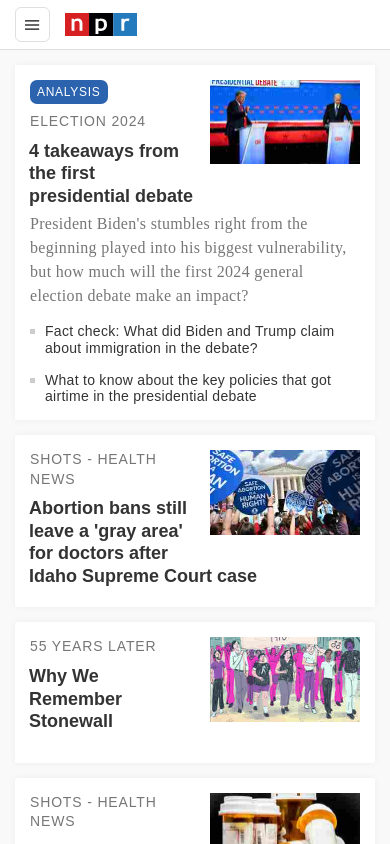 npr
ANALYSIS
ELECTION 2024
4 takeaways from
the first
presidential debate
PRESIDENTIAL DEBATE
President Biden's stumbles right from the
beginning played into his biggest vulnerability,
but how much will the first 2024 general
election debate make an impact?
Fact check: What did Biden and Trump claim
about immigration in the debate?
What to know about the key policies that got
airtime in the presidential debate
SHOTS - HEALTH
NEWS
Abortion bans still
leave a 'gray area'
for doctors after
Idaho Supreme Court case
SAFE
ABORTION
IS A
HUMAN
RIGHT!
55 YEARS LATER
Why We
Remember
Stonewall
SHOTS - HEALTH
NEWS